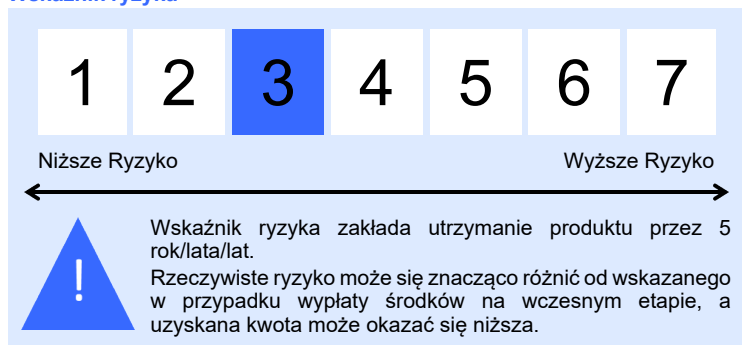 Wskaźnik ryzyka
1 2 3 4 5 6 7
Niższe Ryzyko Wyższe Ryzyko
Wskaźnik ryzyka zakłada utrzymanie produktu przez 5
rok/lata/lat.
Rzeczywiste ryzyko może się znacząco różnić od wskazanego
w przypadku wypłaty środków na wczesnym etapie, a
uzyskana kwota może okazać się niższa.
!